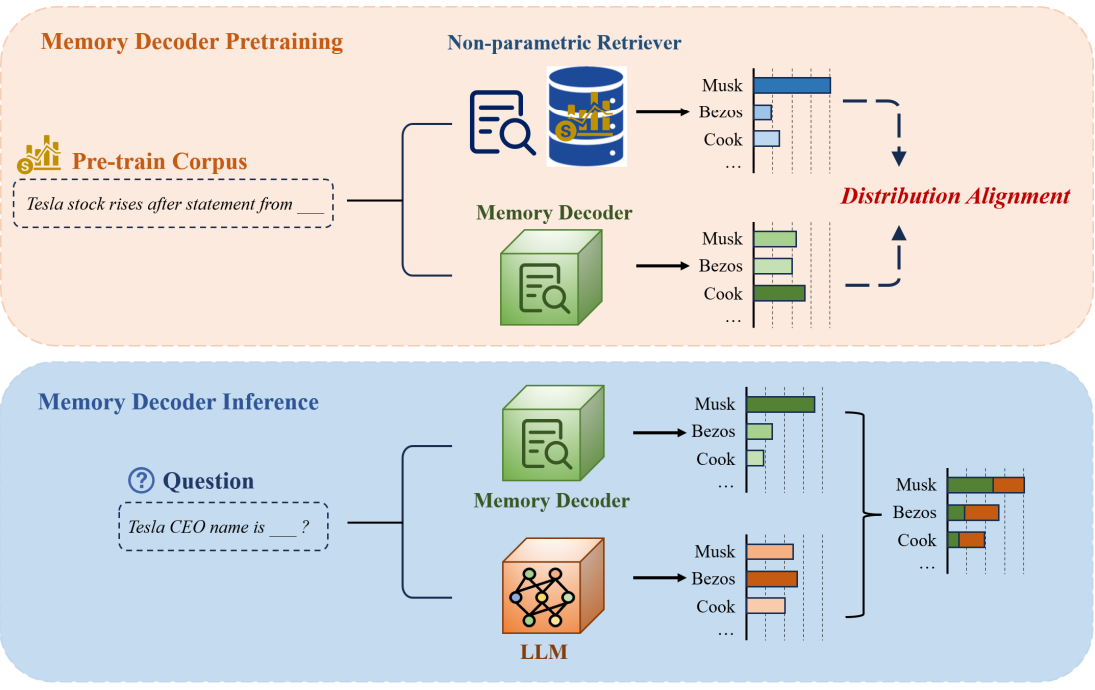 Memory Decoder Pretraining
Non-parametric Retriever
Musk
Bezos
Cook
...
Pre-train Corpus
Tesla stock rises after statement from ___
Distribution Alignment
Memory Decoder
Musk
Bezos
Cook
...
Memory Decoder Inference
Musk
Bezos
Cook
...
Question
Memory Decoder
Tesla CEO name is ___ ?
Musk
Bezos
Cook
...
Musk
Bezos
Cook
...
LLM